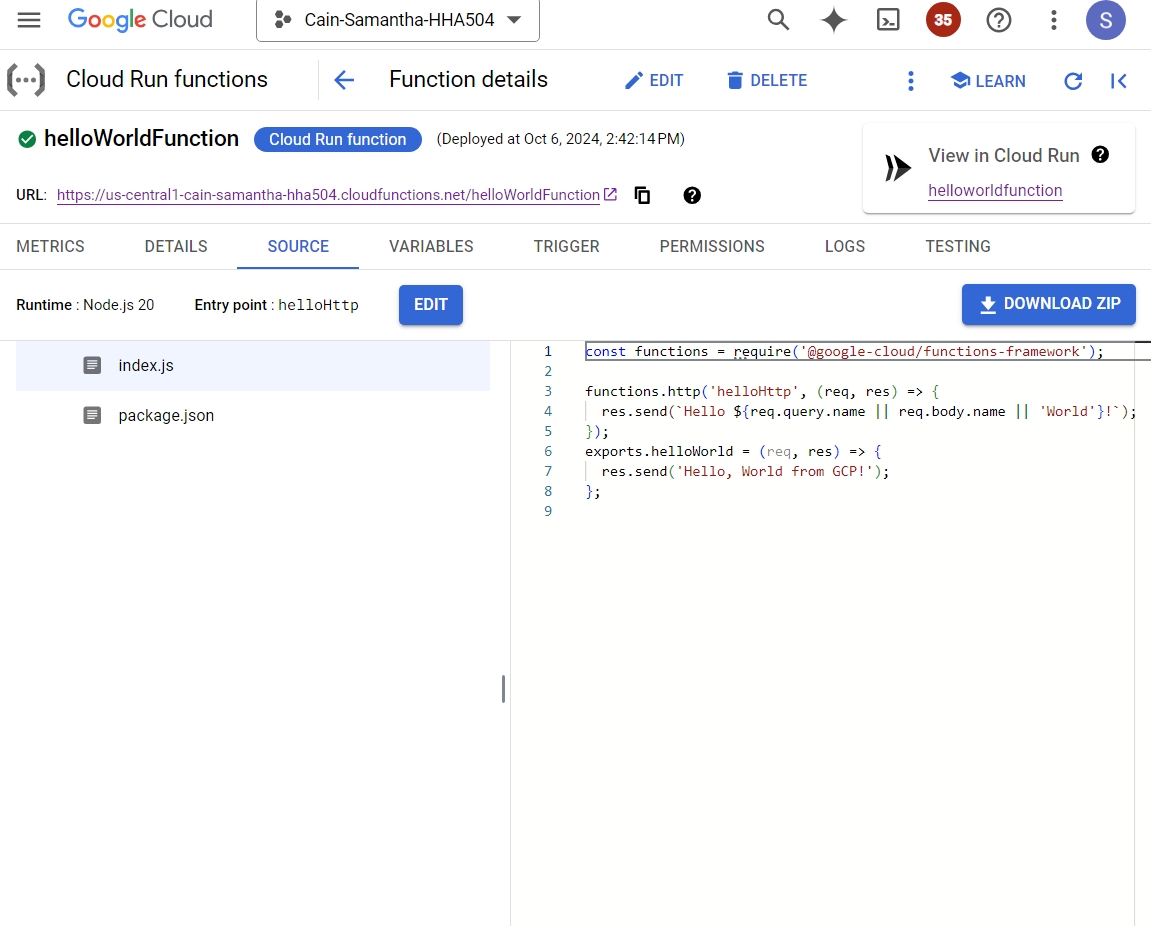 Google Cloud Cain-Samantha-HHA504 35 S
Cloud Run functions Function details EDIT DELETE LEARN
helloWorldFunction Cloud Run function (Deployed at Oct 6, 2024, 2:42:14 PM)
View in Cloud Run
helloworldfunction
URL: https://us-central1-cain-samantha-hha504.cloudfunctions.net/helloWorldFunction
METRICS DETAILS SOURCE VARIABLES TRIGGER PERMISSIONS LOGS TESTING
Runtime : Node.js 20 Entry point : helloHttp EDIT DOWNLOAD ZIP
index.js
package.json
1 const functions = require('@google-cloud/functions-framework');
2
3 functions.http('helloHttp', (req, res) => {
4 res.send(`Hello ${req.query.name || req.body.name || 'World'}!`);
5 });
6 exports.helloWorld = (req, res) => {
7 res.send('Hello, World from GCP!');
8 };
9